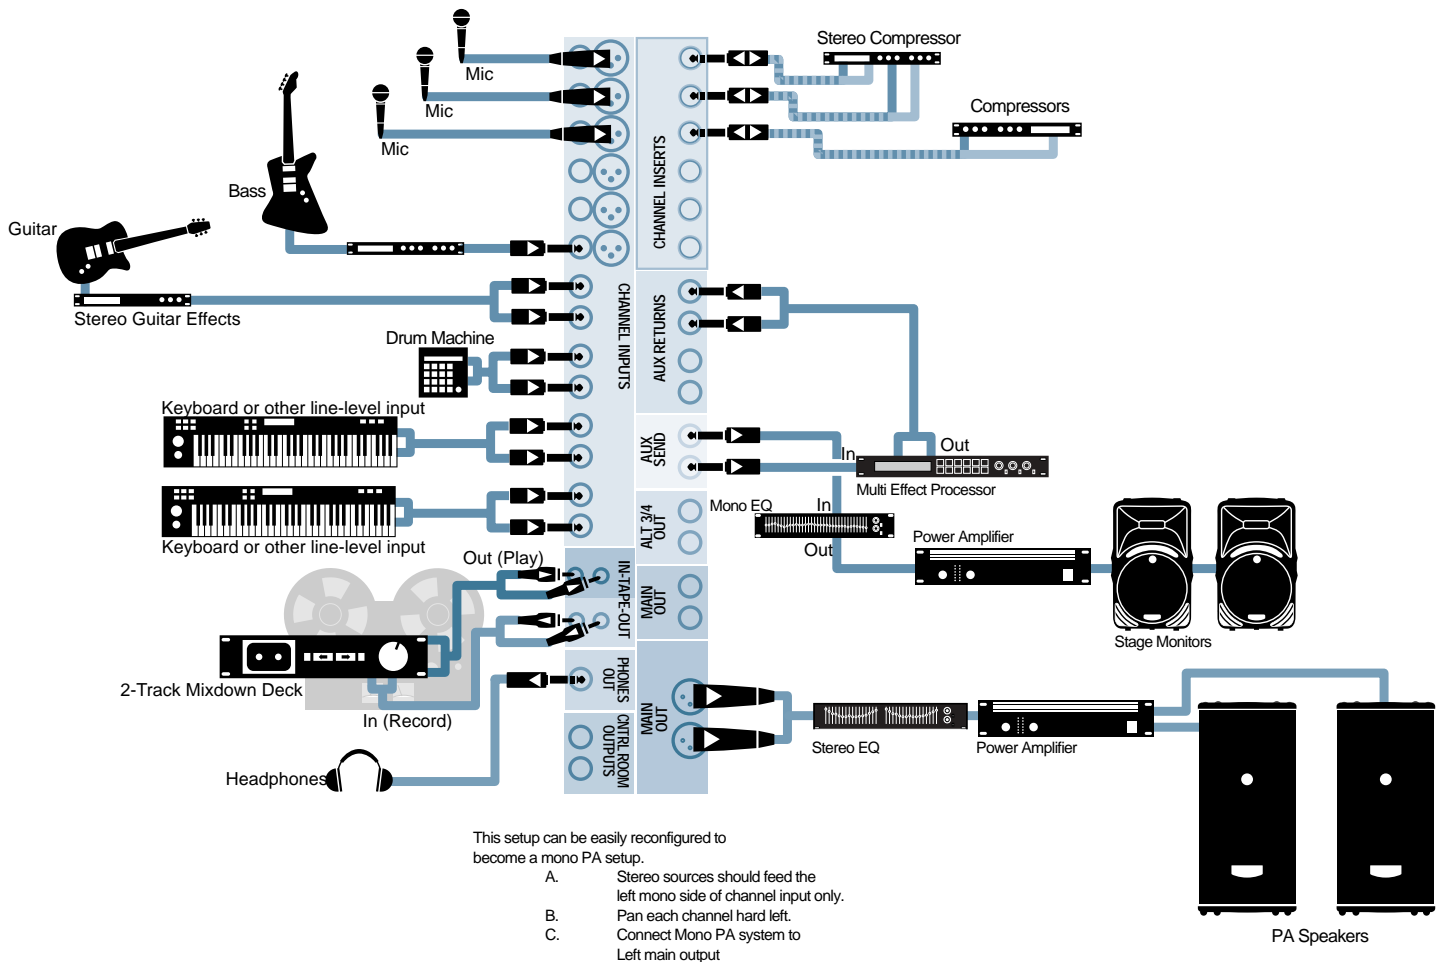 Mic
Mic
Mic
Stereo Compressor
Compressors
Bass
Guitar
Stereo Guitar Effects
Drum Machine
Keyboard or other line-level input
Keyboard or other line-level input
Out (Play)
2-Track Mixdown Deck
In (Record)
Headphones
CHANNEL INPUTS
IN-TAPE-OUT
PHONES
OUT
CNTRL ROOM
OUTPUTS
CHANNEL INSERTS
AUX RETURNS
AUX
SEND
ALT 3/4
OUT
MAIN
OUT
MAIN
OUT
In
Out
Multi Effect Processor
Mono EQ
In
Out
Power Amplifier
Stage Monitors
Stereo EQ
Power Amplifier
PA Speakers
This setup can be easily reconfigured to
become a mono PA setup.
A. Stereo sources should feed the
left mono side of channel input only.
B. Pan each channel hard left.
C. Connect Mono PA system to
Left main output